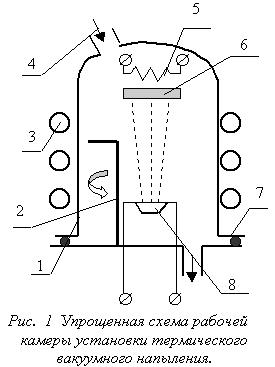 5
6
4
3
2
7
1
8
Рис. 1 Упрощенная схема рабочей
камеры установки термического
вакуумного напыления.